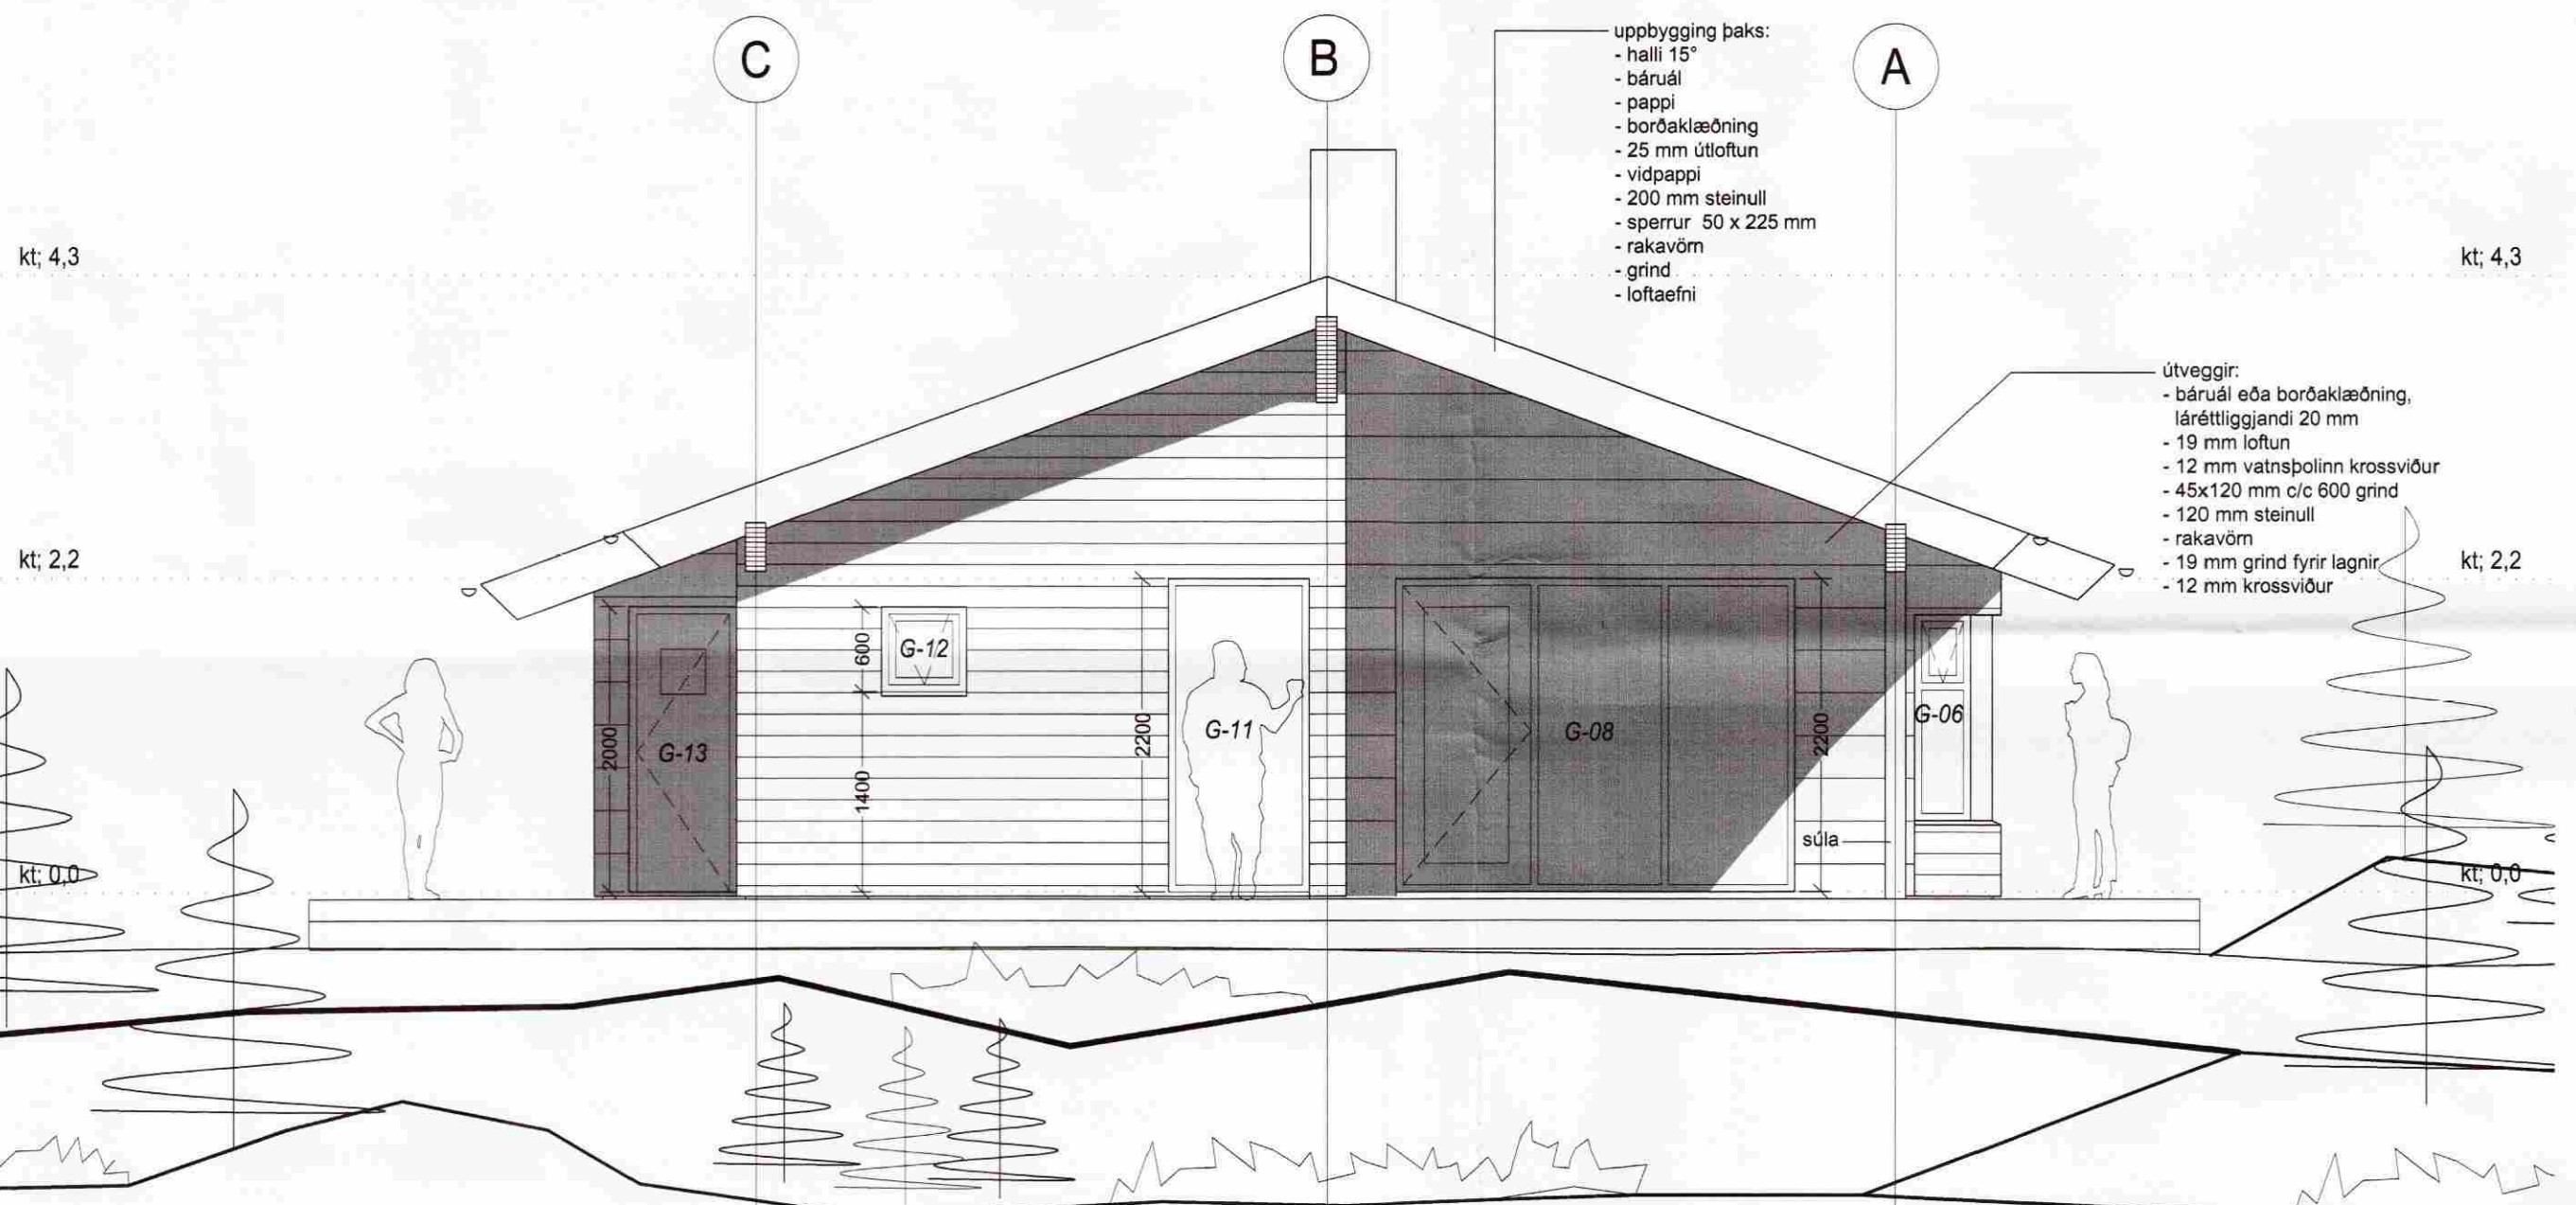 C
B
A
uppbygging þaks:
- halli 15°
- báruál
- pappi
- borðaklæðning
- 25 mm útloftun
- vidpappi
- 200 mm steinull
- sperrur 50 x 225 mm
- rakavörn
- grind
- loftaefni
kt; 4,3
kt; 4,3
útveggir:
- báruál eða borðaklæðning,
láréttliggjandi 20 mm
- 19 mm loftun
- 12 mm vatnsþolinn krossviður
- 45x120 mm c/c 600 grind
- 120 mm steinull
- rakavörn
- 19 mm grind fyrir lagnir
- 12 mm krossviður
kt; 2,2
kt; 2,2
2000
G-13
600
1400
G-12
2200
G-11
G-08
2200
súla
G-06
kt; 0,0
kt; 0,0